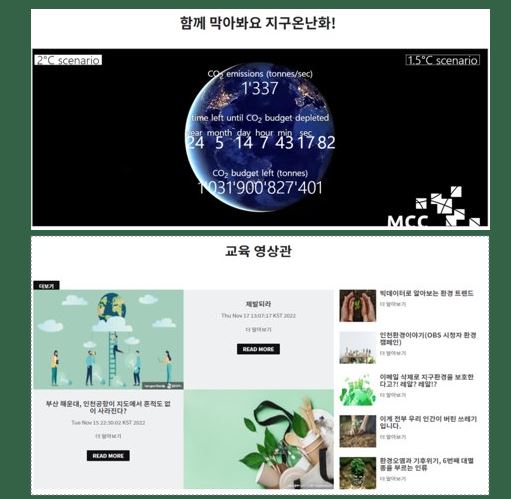 함께 막아봐요 지구온난화!
2°C scenario
1.5°C scenario
CO₂ emissions (tonnes/sec)
1'337
time left until CO₂ budget depleted
year month day hour min sec
24 5 14 7 43 17 82
CO₂ budget left (tonnes)
1'031'900'827'401
MCC
교육 영상관
더보기
부산 해운대, 인천공항이 지도에서 흔적도 없
이 사라진다?
Tue Nov 15 22:30:02 KST 2022
더 알아보기
READ MORE
제발되라
Thu Nov 17 13:07:17 KST 2022
더 알아보기
READ MORE
빅데이터로 알아보는 환경 트렌드
더 알아보기
인천환경이야기(OBS 시청자 환경
캠페인)
더 알아보기
이메일 삭제로 지구환경을 보호한
다고?! 레알? 레알!?
더 알아보기
이게 전부 우리 인간이 버린 쓰레기
입니다.
더 알아보기
환경오염과 기후위기, 6번째 대멸
종을 부르는 인류
더 알아보기